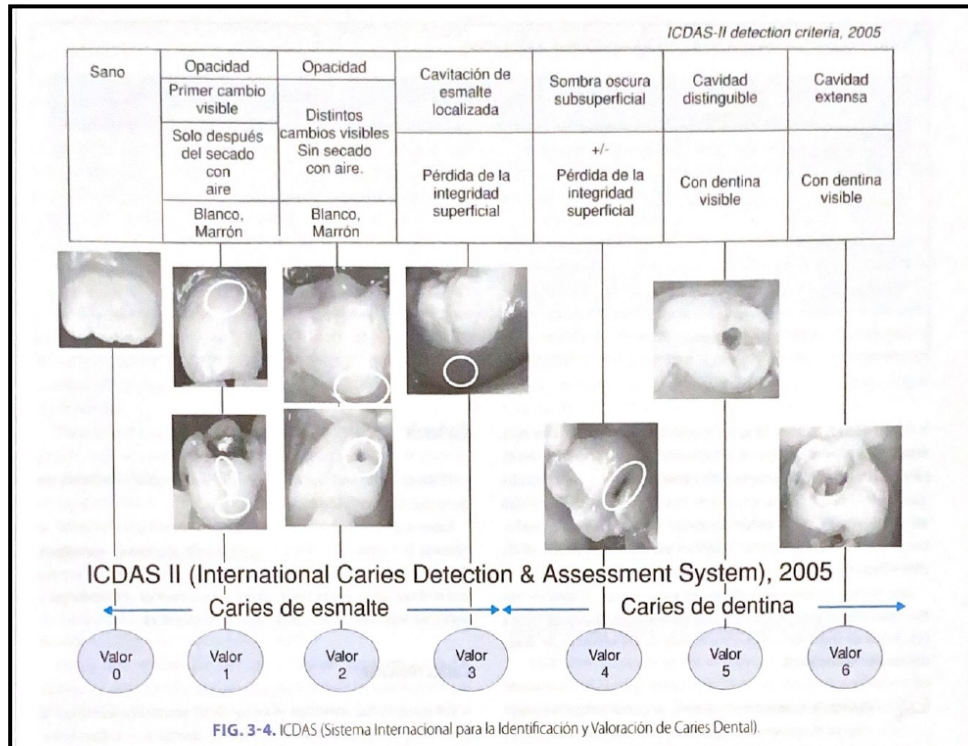 ICDAS-II detection criteria, 2005
Sano
Opacidad
Primer cambio
visible
Solo después
del secado
con
aire
Blanco,
Marrón
Opacidad
Distintos
cambios visibles
Sin secado
con aire.
Blanco,
Marrón
Cavitación de
esmalte
localizada
Pérdida de la
integridad
superficial
Sombra oscura
subsuperficial
+/-
Pérdida de la
integridad
superficial
Cavidad
distinguible
Con dentina
visible
Cavidad
extensa
Con dentina
visible
ICDAS II (International Caries Detection & Assessment System), 2005
Caries de esmalte
Caries de dentina
Valor
0
Valor
1
Valor
2
Valor
3
Valor
4
Valor
5
Valor
6
FIG. 3-4. ICDAS (Sistema Internacional para la Identificación y Valoración de Caries Dental).